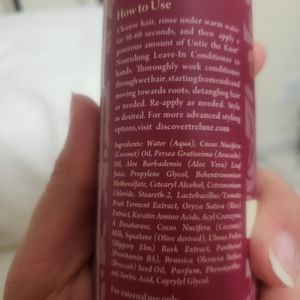 How to Use
Cleanse hair, rinse under warm water
for 30-60 seconds, and then apply a
generous amount of Untie the Knot
Nourishing Leave-In Conditioner to
hands. Thoroughly work conditioner
through wet hair, starting from ends and
moving towards roots, detangling hair
as needed. Re-apply as needed. Style
as desired. For more advanced styling
options, visit discovertreluxe.com
Ingredients: Water (Aqua), Cocos Nucifera
(Coconut) Oil, Persea Gratissima (Avocado)
Oil, Aloe Barbadensis (Aloe Vera) Leaf
Juice, Propylene Glycol, Behentrimonium
Methosulfate, Cetearyl Alcohol, Cetrimonium
Chloride, Steareth-2, Lactobacillus/Tomato
Fruit Ferment Extract, Oryza Sativa (Rice)
Extract, Keratin Amino Acids, Acyl Coenzyme
A Desaturase, Cocos Nucifera (Coconut)
Milk, Squalane (Olive derived), Ulmus Fulva
(Slippery Elm) Bark Extract, Panthenol
(Provitamin B5), Brassica Oleracea Italica
(Broccoli) Seed Oil, Parfum, Phenoxyetha-
nol, Sorbic Acid, Caprylyl Glycol.
For external use only.